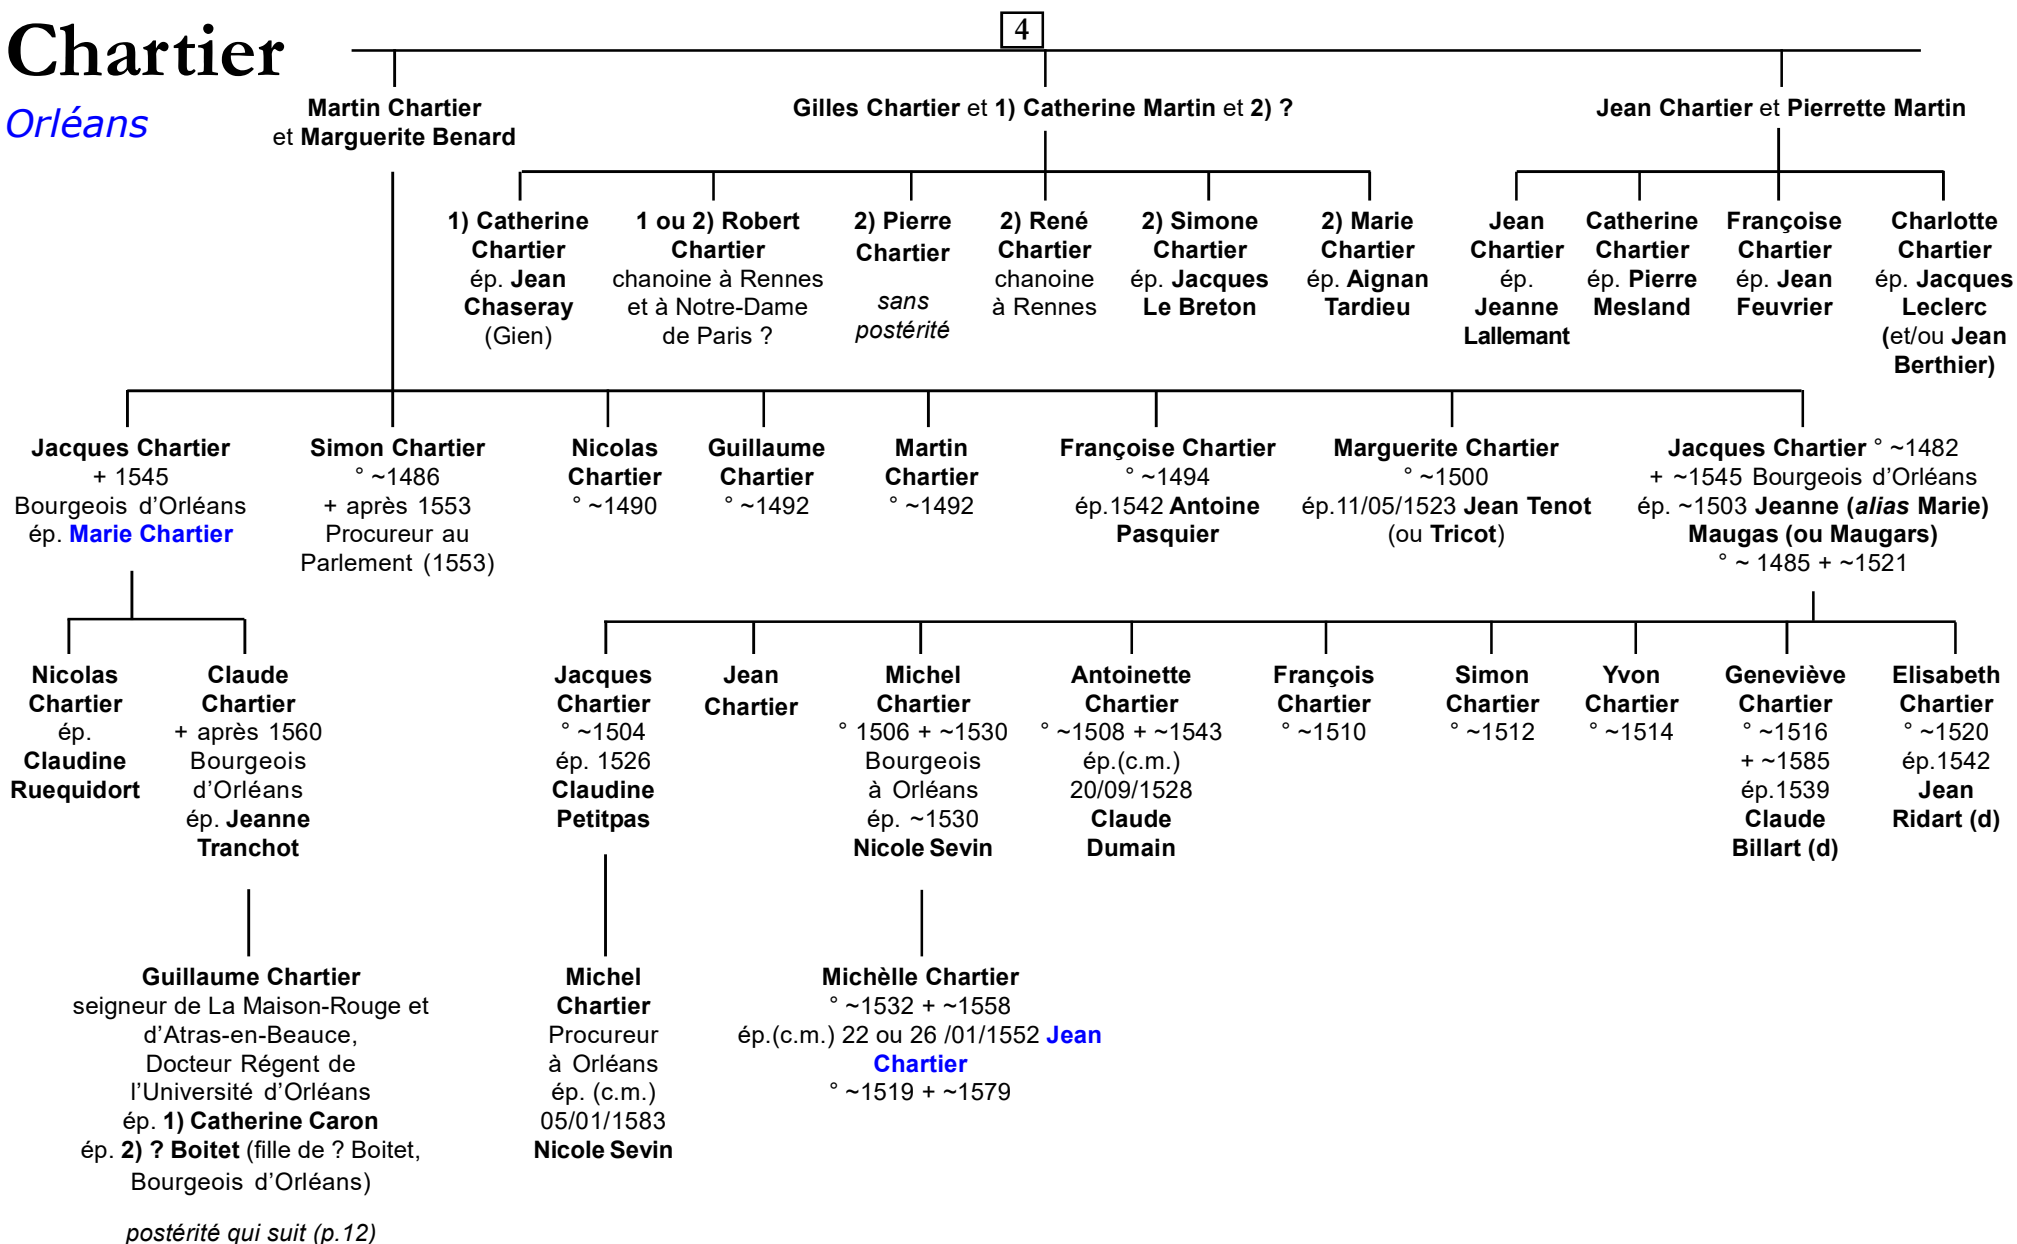 Chartier
Orléans
4
Martin Chartier
et Marguerite Benard
Gilles Chartier et 1) Catherine Martin et 2) ?
Jean Chartier et Pierrette Martin
1) Catherine
Chartier
ép. Jean
Chaseray
(Gien)
1 ou 2) Robert
Chartier
chanoine à Rennes
et à Notre-Dame
de Paris ?
2) Pierre
Chartier
sans
postérité
2) René
Chartier
chanoine
à Rennes
2) Simone
Chartier
ép. Jacques
Le Breton
2) Marie
Chartier
ép. Aignan
Tardieu
Jean
Chartier
ép.
Jeanne
Lallemant
Catherine
Chartier
ép. Pierre
Mesland
Françoise
Chartier
ép. Jean
Feuvrier
Charlotte
Chartier
ép. Jacques
Leclerc
(et/ou Jean
Berthier)
Jacques Chartier
+ 1545
Bourgeois d’Orléans
ép. Marie Chartier
Simon Chartier
° ~1486
+ après 1553
Procureur au
Parlement (1553)
Nicolas
Chartier
° ~1490
Guillaume
Chartier
° ~1492
Martin
Chartier
° ~1492
Françoise Chartier
° ~1494
ép.1542 Antoine
Pasquier
Marguerite Chartier
° ~1500
ép.11/05/1523 Jean Tenot
(ou Tricot)
Jacques Chartier ° ~1482
+ ~1545 Bourgeois d’Orléans
ép. ~1503 Jeanne (alias Marie)
Maugas (ou Maugars)
° ~ 1485 + ~1521
Nicolas
Chartier
ép.
Claudine
Ruequidort
Claude
Chartier
+ après 1560
Bourgeois
d’Orléans
ép. Jeanne
Tranchot
Jacques
Chartier
° ~1504
ép. 1526
Claudine
Petitpas
Jean
Chartier
Michel
Chartier
° 1506 + ~1530
Bourgeois
à Orléans
ép. ~1530
Nicole Sevin
Antoinette
Chartier
° ~1508 + ~1543
ép.(c.m.)
20/09/1528
Claude
Dumain
François
Chartier
° ~1510
Simon
Chartier
° ~1512
Yvon
Chartier
° ~1514
Geneviève
Chartier
° ~1516
+ ~1585
ép.1539
Claude
Billart (d)
Elisabeth
Chartier
° ~1520
ép.1542
Jean
Ridart (d)
Guillaume Chartier
seigneur de La Maison-Rouge et
d’Atras-en-Beauce,
Docteur Régent de
l’Université d’Orléans
ép. 1) Catherine Caron
ép. 2) ? Boitet (fille de ? Boitet,
Bourgeois d’Orléans)
postérité qui suit (p.12)
Michel
Chartier
Procureur
à Orléans
ép. (c.m.)
05/01/1583
Nicole Sevin
Michèlle Chartier
° ~1532 + ~1558
ép.(c.m.) 22 ou 26 /01/1552 Jean
Chartier
° ~1519 + ~1579